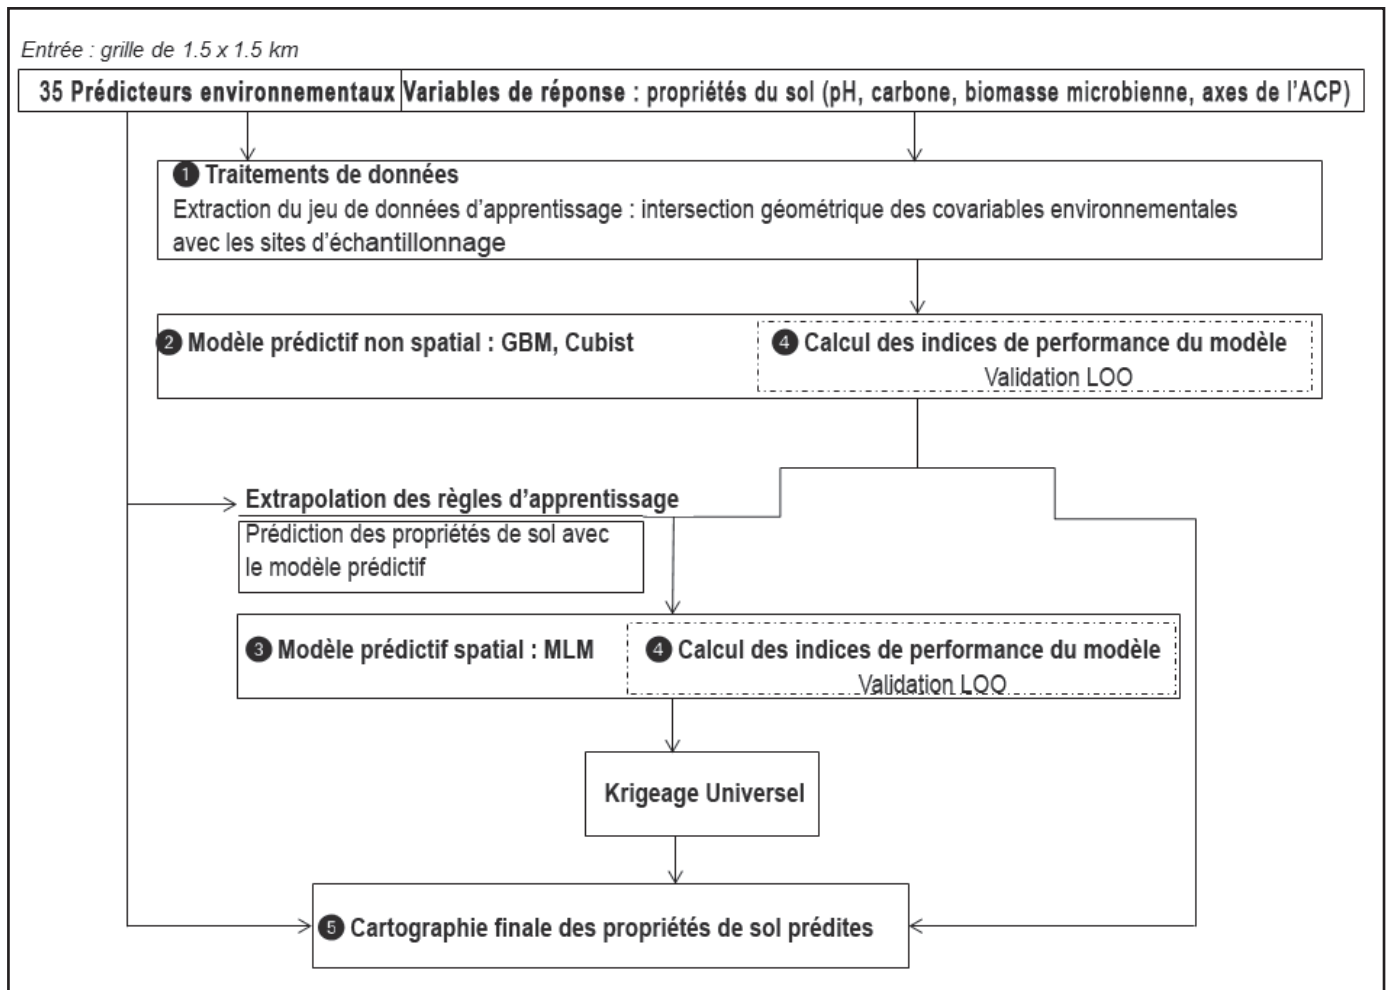 Entrée : grille de 1.5 x 1.5 km
35 Prédicteurs environnementaux Variables de réponse : propriétés du sol (pH, carbone, biomasse microbienne, axes de l'ACP)
1 Traitements de données
Extraction du jeu de données d'apprentissage : intersection géométrique des covariables environnementales
avec les sites d'échantillonnage
2 Modèle prédictif non spatial : GBM, Cubist
4 Calcul des indices de performance du modèle
Validation LOO
Extrapolation des règles d'apprentissage
Prédiction des propriétés de sol avec
le modèle prédictif
3 Modèle prédictif spatial : MLM
4 Calcul des indices de performance du modèle
Validation LOO
Krigeage Universel
5 Cartographie finale des propriétés de sol prédites